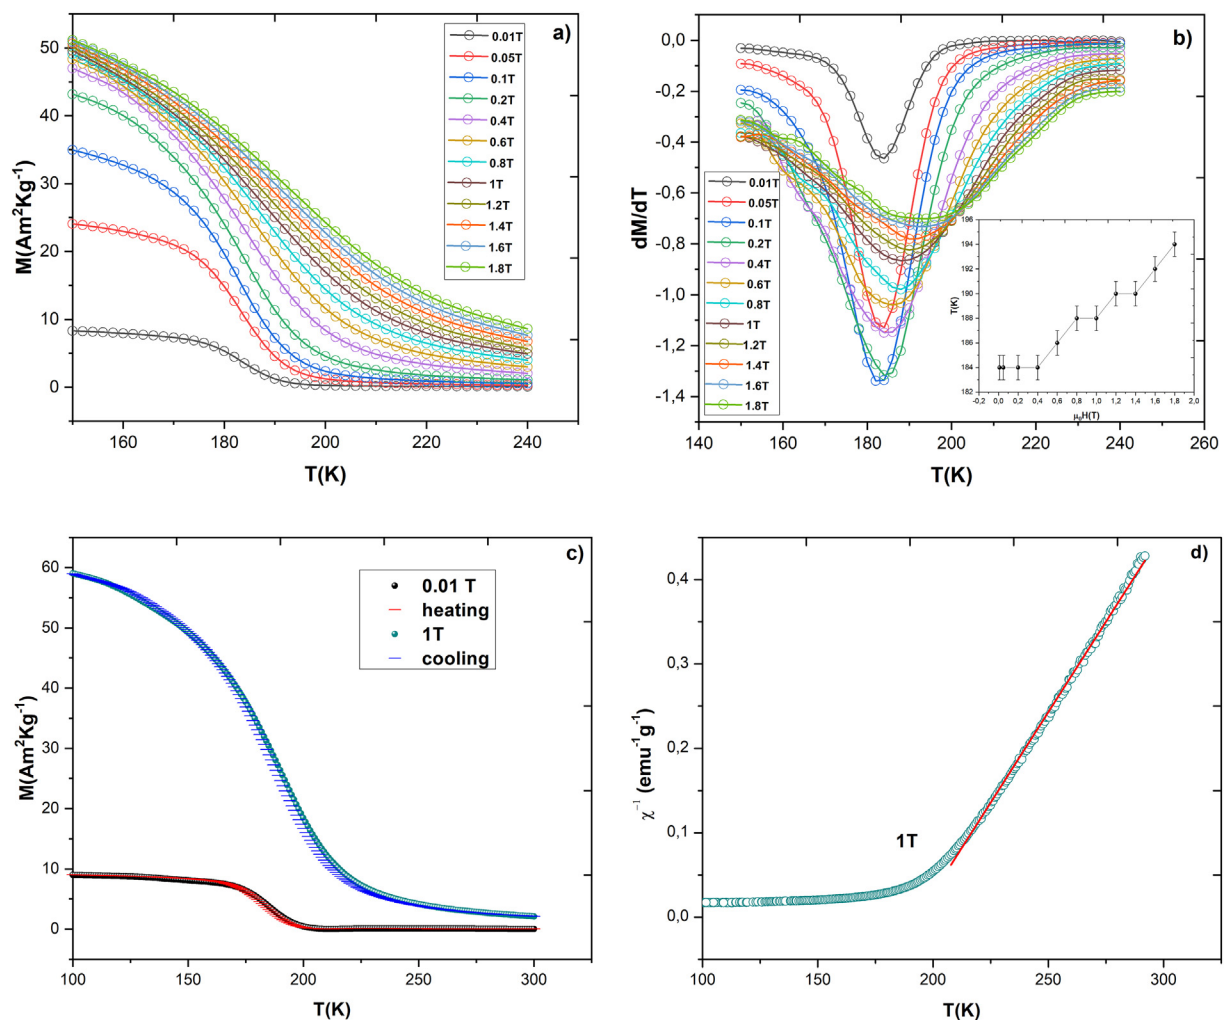 a)
M(Am²Kg⁻¹)
50
40
30
20
10
0
160
180
200
220
240
T(K)
0.01T
0.05T
0.1T
0.2T
0.4T
0.6T
0.8T
1T
1.2T
1.4T
1.6T
1.8T
b)
dM/dT
0,0
-0,2
-0,4
-0,6
-0,8
-1,0
-1,2
-1,4
140
160
180
200
220
240
260
T(K)
0.01T
0.05T
0.1T
0.2T
0.4T
0.6T
0.8T
1T
1.2T
1.4T
1.6T
1.8T
T(K)
196
194
192
190
188
186
184
182
-0,2
0,0
0,2
0,4
0,6
0,8
1,0
1,2
1,4
1,6
1,8
2,0
μ₀H(T)
c)
M(Am²Kg⁻¹)
60
50
40
30
20
10
0
100
150
200
250
300
T(K)
0.01 T
heating
1T
cooling
d)
χ⁻¹ (emu⁻¹g⁻¹)
0,4
0,3
0,2
0,1
0,0
1T
100
150
200
250
300
T(K)